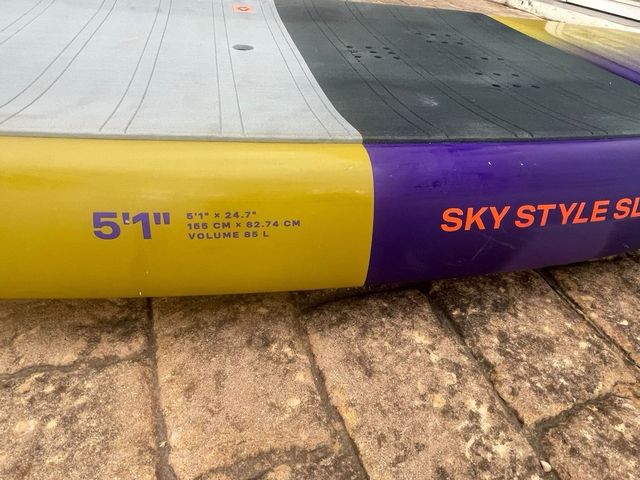 5'1"
5'1" × 24.7"
155 CM × 62.74 CM
VOLUME 85 L
SKY STYLE SL